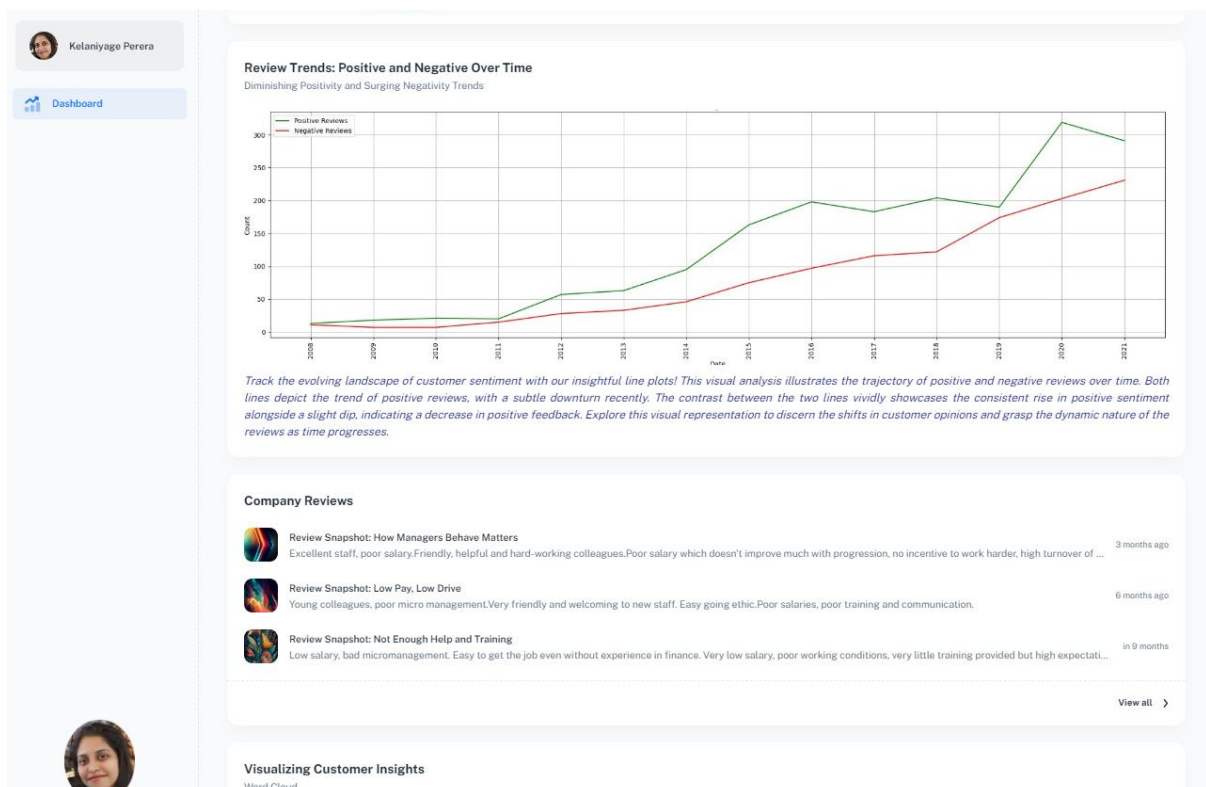 Kelaniyage Perera
Dashboard
Review Trends: Positive and Negative Over Time
Diminishing Positivity and Surging Negativity Trends
Positive Reviews
Negative Reviews
300
250
200
150
100
50
0
Count
2008
2009
2010
2011
2012
2013
2014
2015
2016
2017
2018
2019
2020
2021
Date
Track the evolving landscape of customer sentiment with our insightful line plots! This visual analysis illustrates the trajectory of positive and negative reviews over time. Both
lines depict the trend of positive reviews, with a subtle downturn recently. The contrast between the two lines vividly showcases the consistent rise in positive sentiment
alongside a slight dip, indicating a decrease in positive feedback. Explore this visual representation to discern the shifts in customer opinions and grasp the dynamic nature of the
reviews as time progresses.
Company Reviews
Review Snapshot: How Managers Behave Matters
Excellent staff, poor salary.Friendly, helpful and hard-working colleagues.Poor salary which doesn't improve much with progression, no incentive to work harder, high turnover of ...
3 months ago
Review Snapshot: Low Pay, Low Drive
Young colleagues, poor micro management.Very friendly and welcoming to new staff. Easy going ethic.Poor salaries, poor training and communication.
6 months ago
Review Snapshot: Not Enough Help and Training
Low salary, bad micromanagement. Easy to get the job even without experience in finance. Very low salary, poor working conditions, very little training provided but high expectati...
in 9 months
View all
Visualizing Customer Insights
Word Cloud